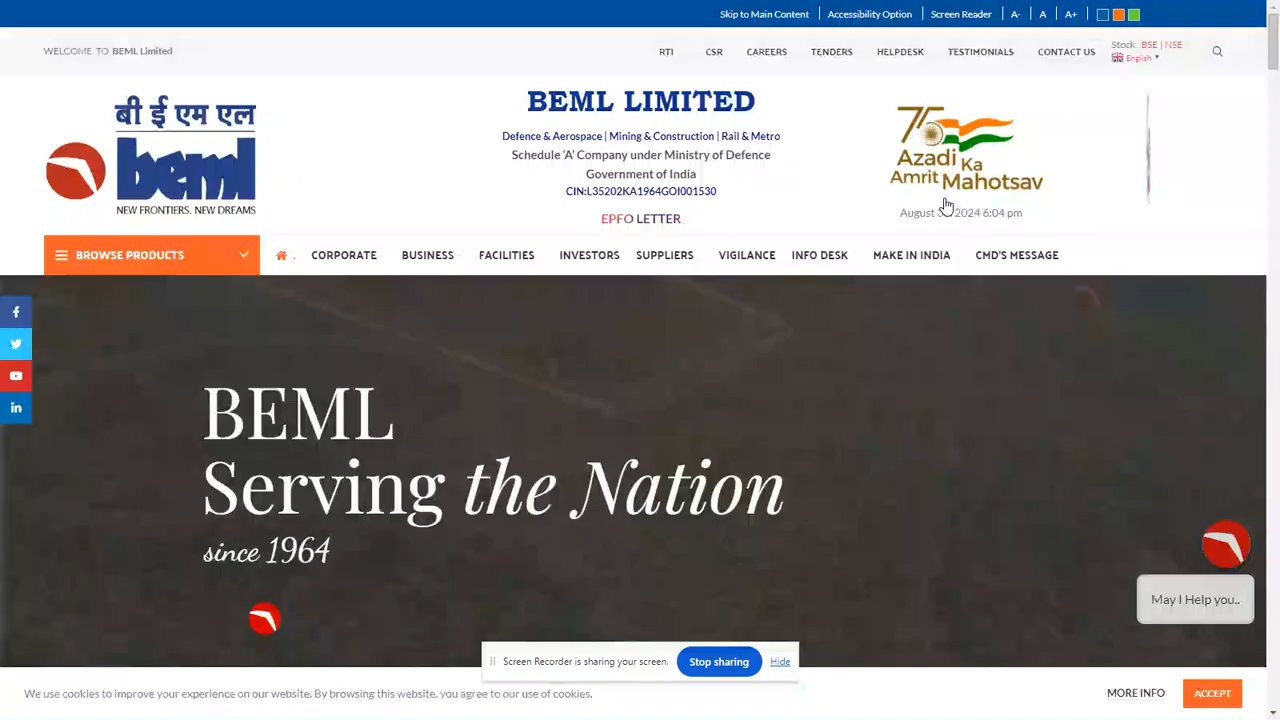 Skip to Main Content Accessibility Option Screen Reader A- A A+
WELCOME TO BEML Limited
RTI CSR CAREERS TENDERS HELPDESK TESTIMONIALS CONTACT US
Stock: BSE | NSE
English
बी ई एम एल
beml
NEW FRONTIERS. NEW DREAMS
BEML LIMITED
Defence & Aerospace | Mining & Construction | Rail & Metro
Schedule ‘A’ Company under Ministry of Defence
Government of India
CIN:L35202KA1964GOI001530
EPFO LETTER
75
Azadi Ka
Amrit Mahotsav
August 2024 6:04 pm
BROWSE PRODUCTS
. CORPORATE BUSINESS FACILITIES INVESTORS SUPPLIERS VIGILANCE INFO DESK MAKE IN INDIA CMD'S MESSAGE
BEML
Serving the Nation
since 1964
May I Help you..
Screen Recorder is sharing your screen. Stop sharing Hide
We use cookies to improve your experience on our website. By browsing this website, you agree to our use of cookies.
MORE INFO ACCEPT